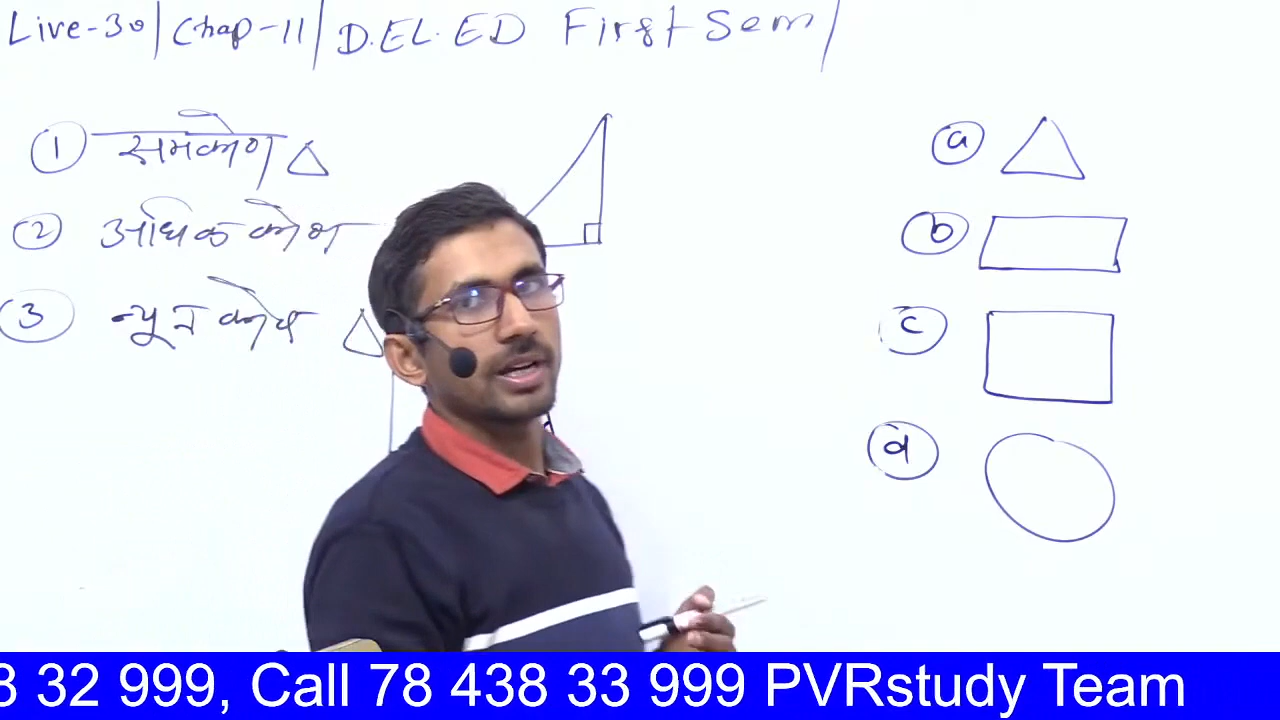 Live-30/Chap-11/D.EL.ED First Sem/
1 समकोण
2 अधिक कोण
3 न्यून कोण
a
b
c
d
8 32 999, Call 78 438 33 999 PVRstudy Team